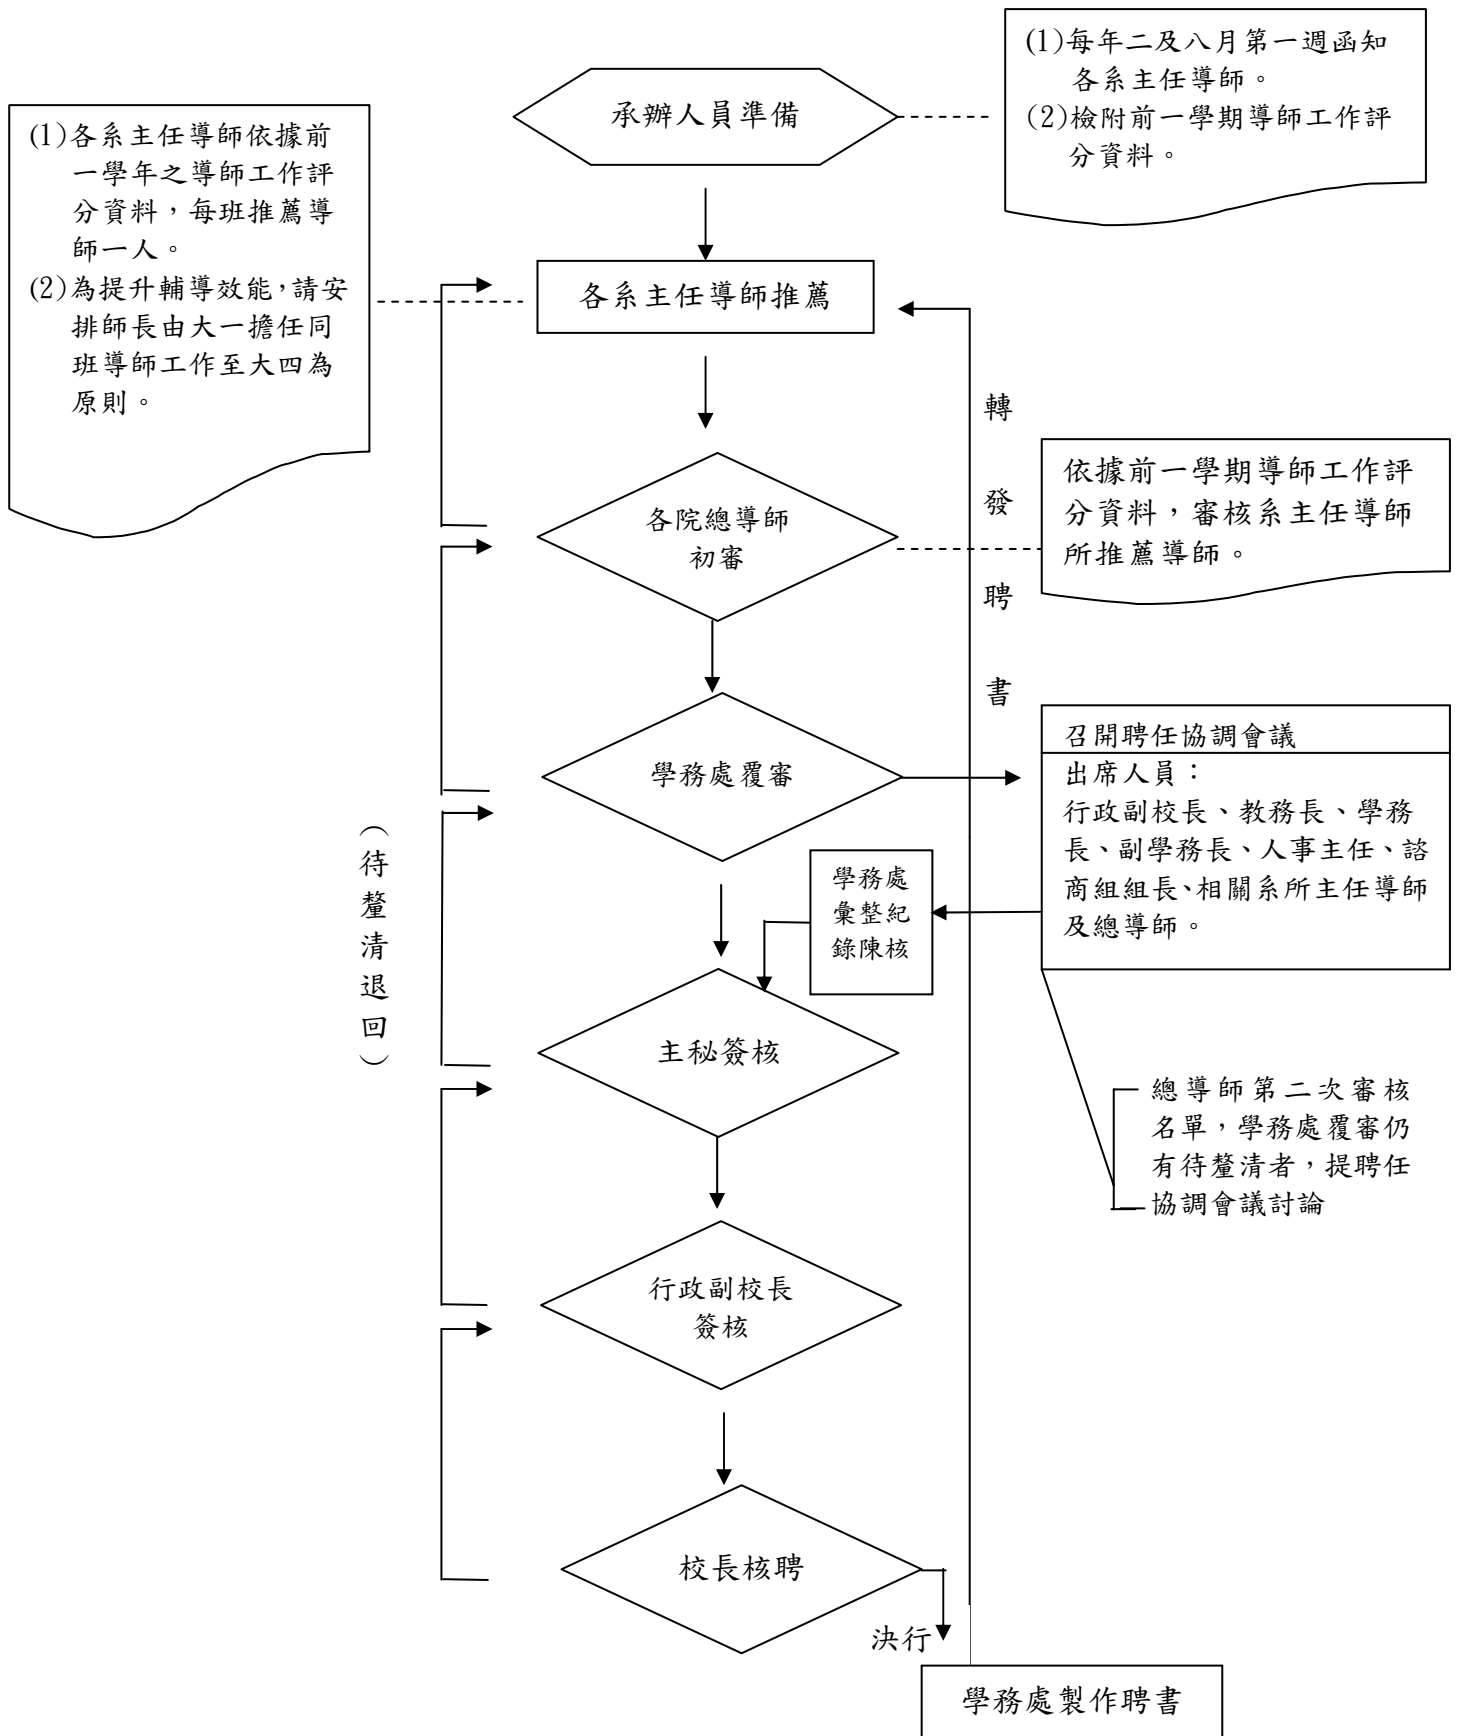 (1)每年二及八月第一週函知
各系主任導師。
(2)檢附前一學期導師工作評
分資料。
承辦人員準備
(1)各系主任導師依據前
一學年之導師工作評
分資料，每班推薦導
師一人。
(2)為提升輔導效能，請安
排師長由大一擔任同
班導師工作至大四為
原則。
各系主任導師推薦
轉
發
聘
書
各院總導師
初審
依據前一學期導師工作評
分資料，審核系主任導師
所推薦導師。
學務處覆審
召開聘任協調會議
出席人員：
行政副校長、教務長、學務
長、副學務長、人事主任、諮
商組組長、相關系所主任導師
及總導師。
學務處
彙整紀
錄陳核
（待釐清退回）
主秘簽核
總導師第二次審核
名單，學務處覆審仍
有待釐清者，提聘任
協調會議討論
行政副校長
簽核
校長核聘
決行
學務處製作聘書